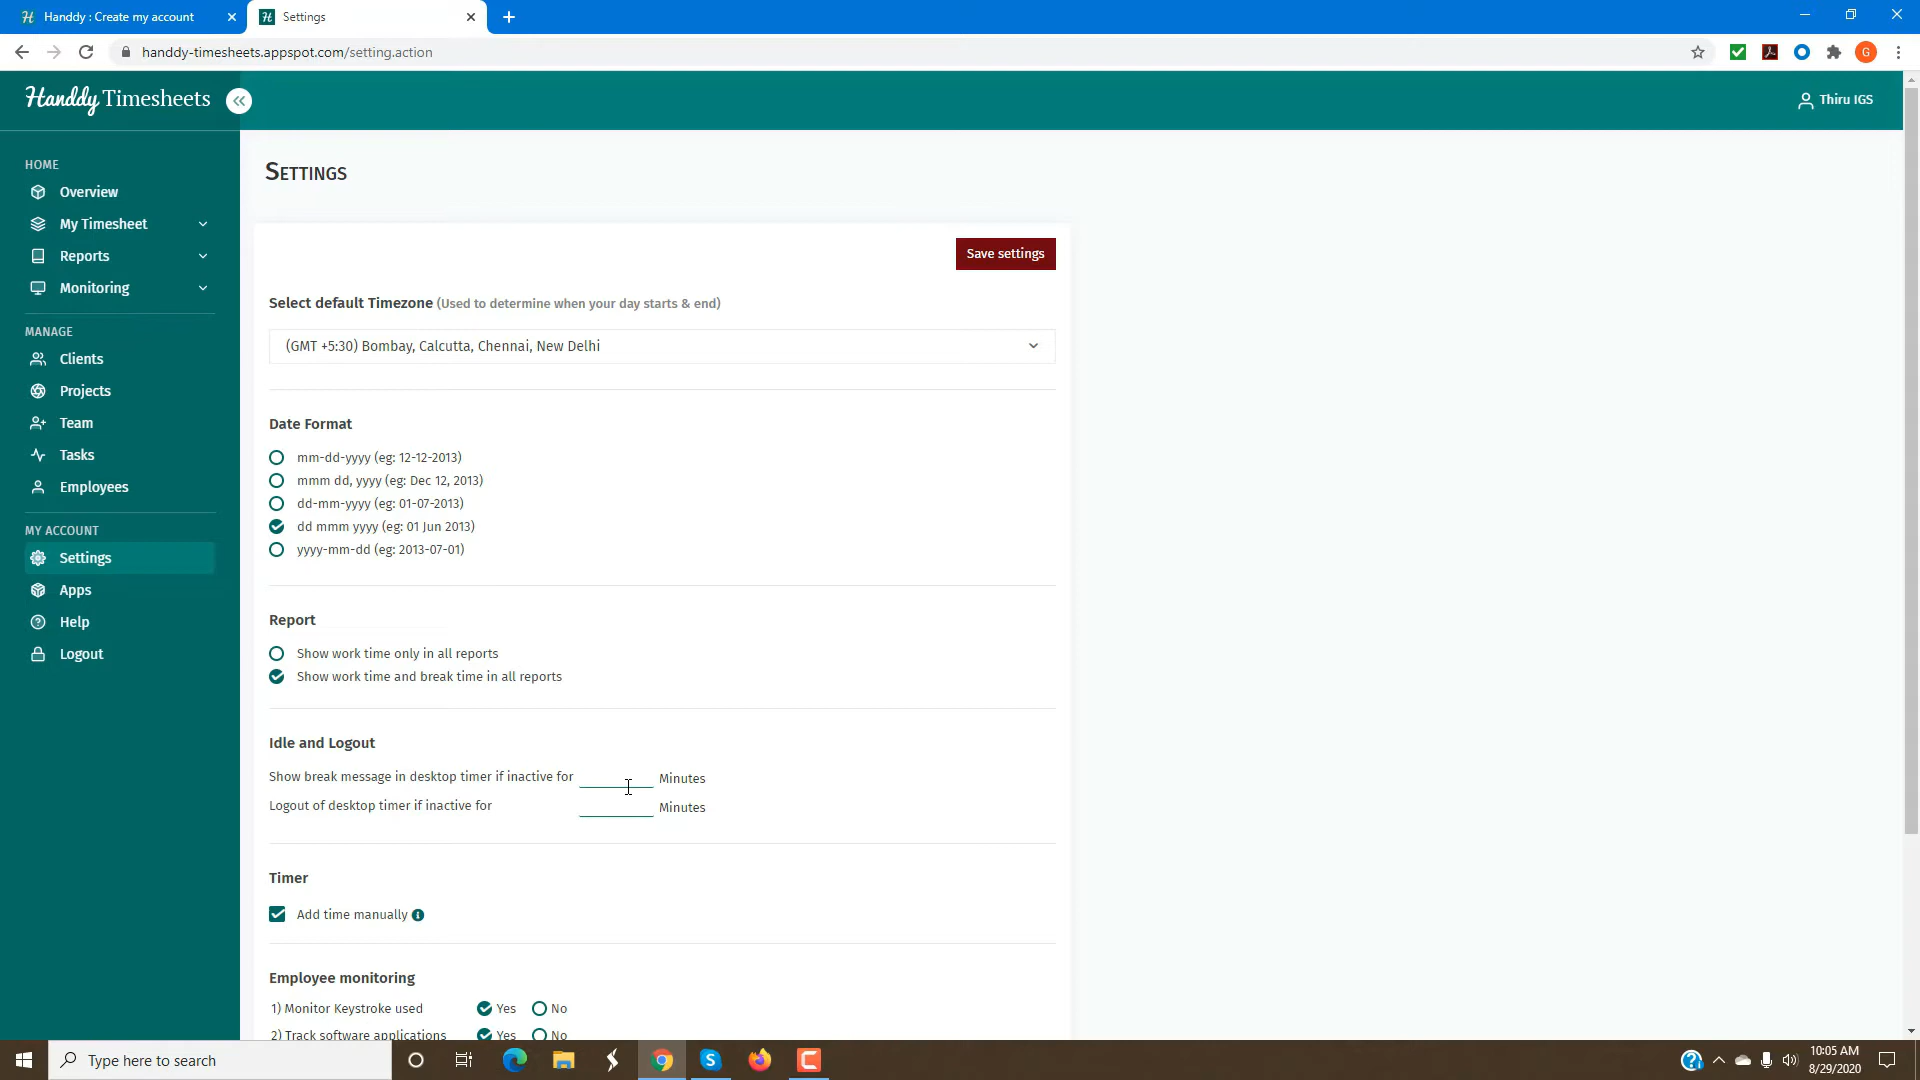 Handdy : Create my account
Settings
handdy-timesheets.appspot.com/setting.action
G
Handdy Timesheets
Thiru IGS
HOME
Overview
My Timesheet
Reports
Monitoring
MANAGE
Clients
Projects
Team
Tasks
Employees
MY ACCOUNT
Settings
Apps
Help
Logout
SETTINGS
Save settings
Select default Timezone (Used to determine when your day starts & end)
(GMT +5:30) Bombay, Calcutta, Chennai, New Delhi
Date Format
mm-dd-yyyy (eg: 12-12-2013)
mmm dd, yyyy (eg: Dec 12, 2013)
dd-mm-yyyy (eg: 01-07-2013)
dd mmm yyyy (eg: 01 Jun 2013)
yyyy-mm-dd (eg: 2013-07-01)
Report
Show work time only in all reports
Show work time and break time in all reports
Idle and Logout
Show break message in desktop timer if inactive for Minutes
Logout of desktop timer if inactive for Minutes
Timer
Add time manually
Employee monitoring
1) Monitor Keystroke used Yes No
2) Track software applications Yes No
Type here to search
10:05 AM
8/29/2020